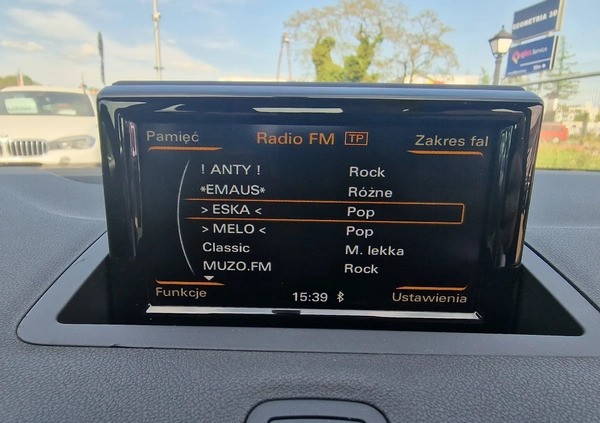 GEOMETRIA 3D
Service
Pamięć
Radio FM TP
Zakres fal
! ANTY ! Rock
*EMAUS* Różne
> ESKA < Pop
> MELO < Pop
Classic M. lekka
MUZO.FM Rock
Funkcje
15:39
Ustawienia